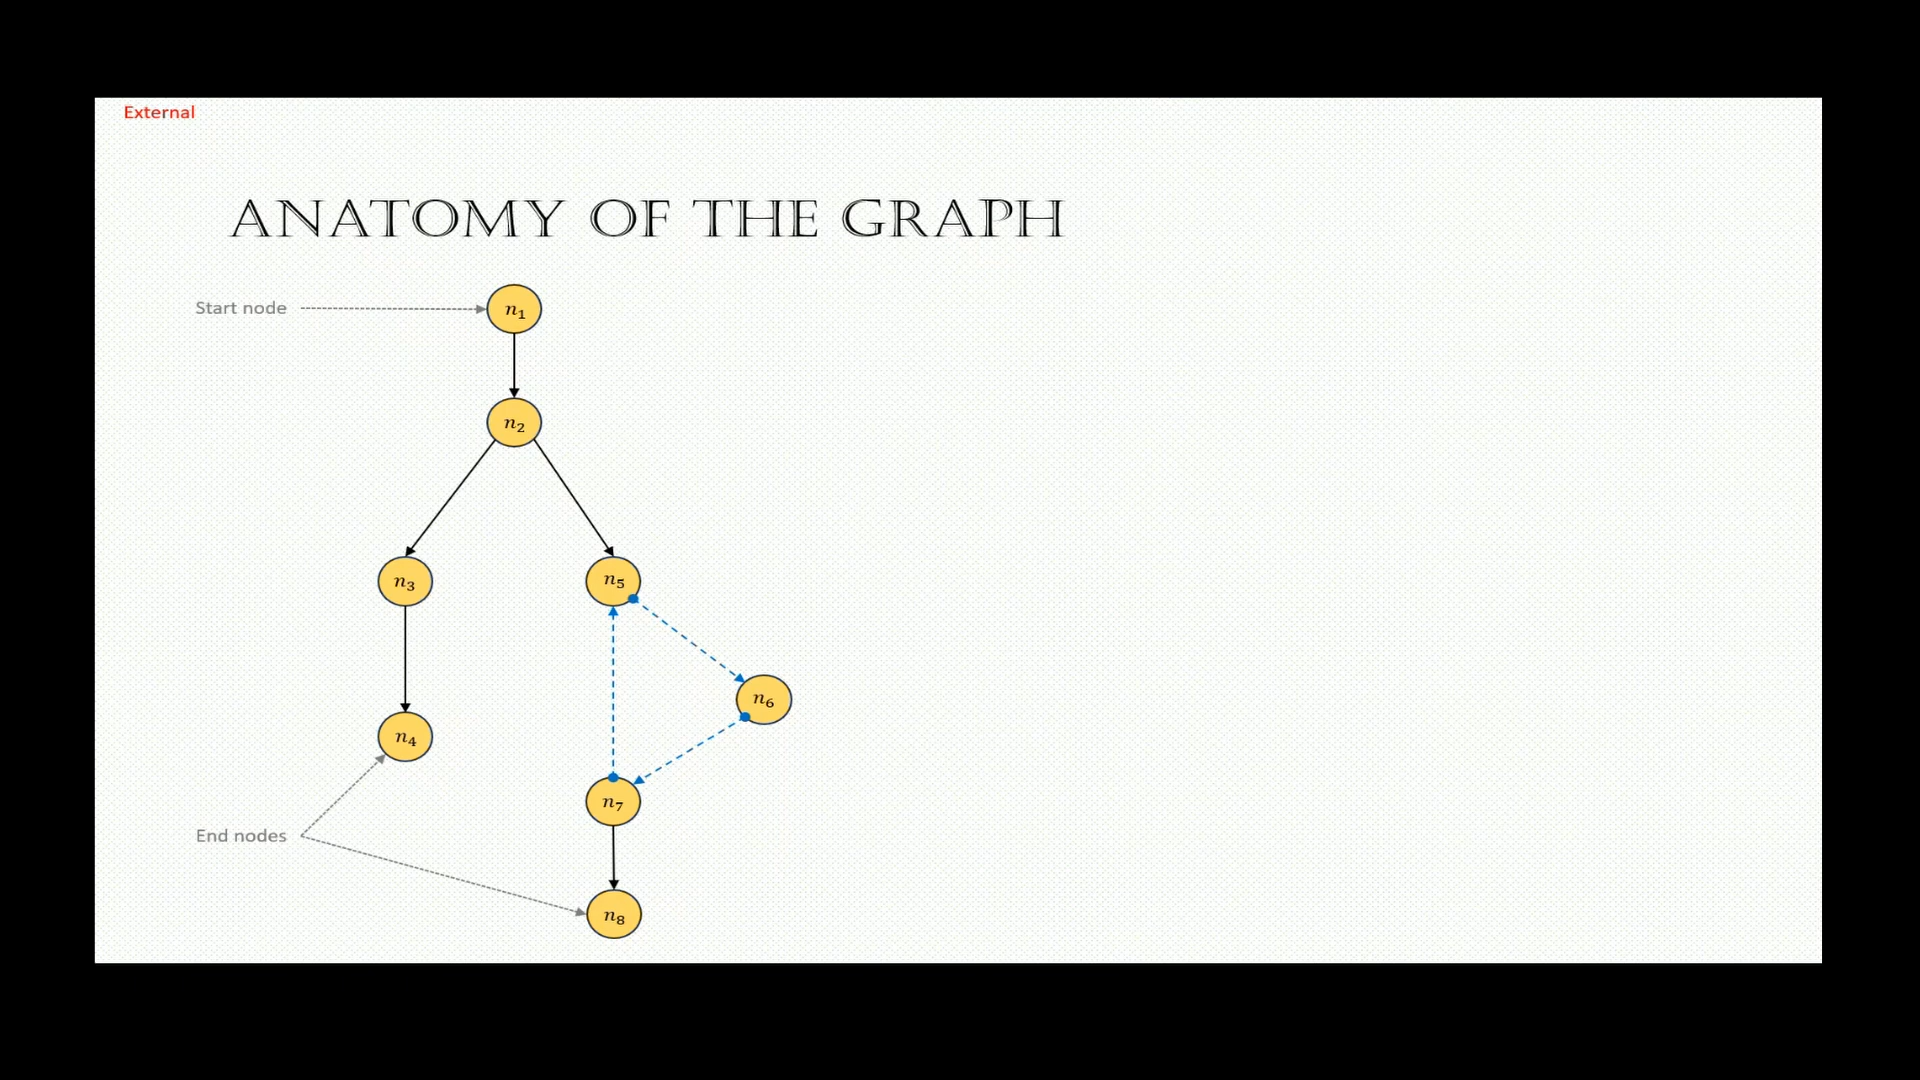 External
ANATOMY OF THE GRAPH
Start node
n₁
n₂
n₃
n₅
n₆
n₄
n₇
End nodes
n₈